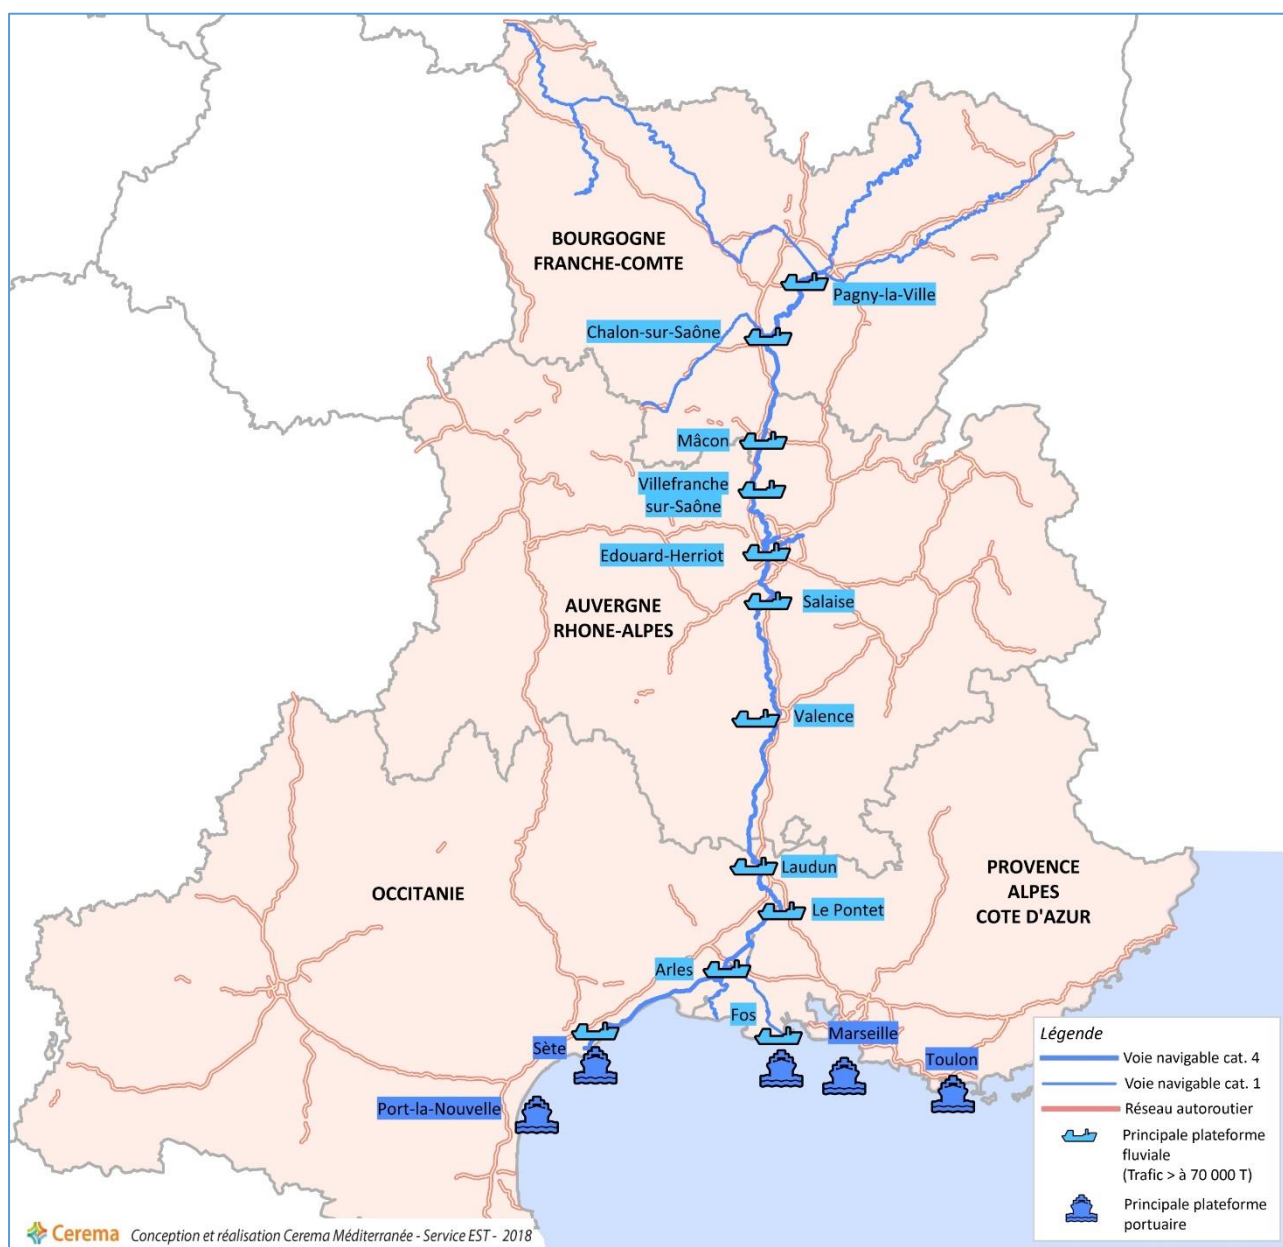 BOURGOGNE
FRANCHE-COMTE
Pagny-la-Ville
Chalon-sur-Saône
Mâcon
Villefranche
sur-Saône
Edouard-Herriot
Salaise
AUVERGNE
RHONE-ALPES
Valence
Laudun
PROVENCE
ALPES
COTE D'AZUR
OCCITANIE
Le Pontet
Arles
Fos
Sète
Marseille
Toulon
Port-la-Nouvelle
Légende
Voie navigable cat. 4
Voie navigable cat. 1
Réseau autoroutier
Principale plateforme
fluviale
(Trafic > à 70 000 T)
Principale plateforme
portuaire
Cerema Conception et réalisation Cerema Méditerranée - Service EST - 2018